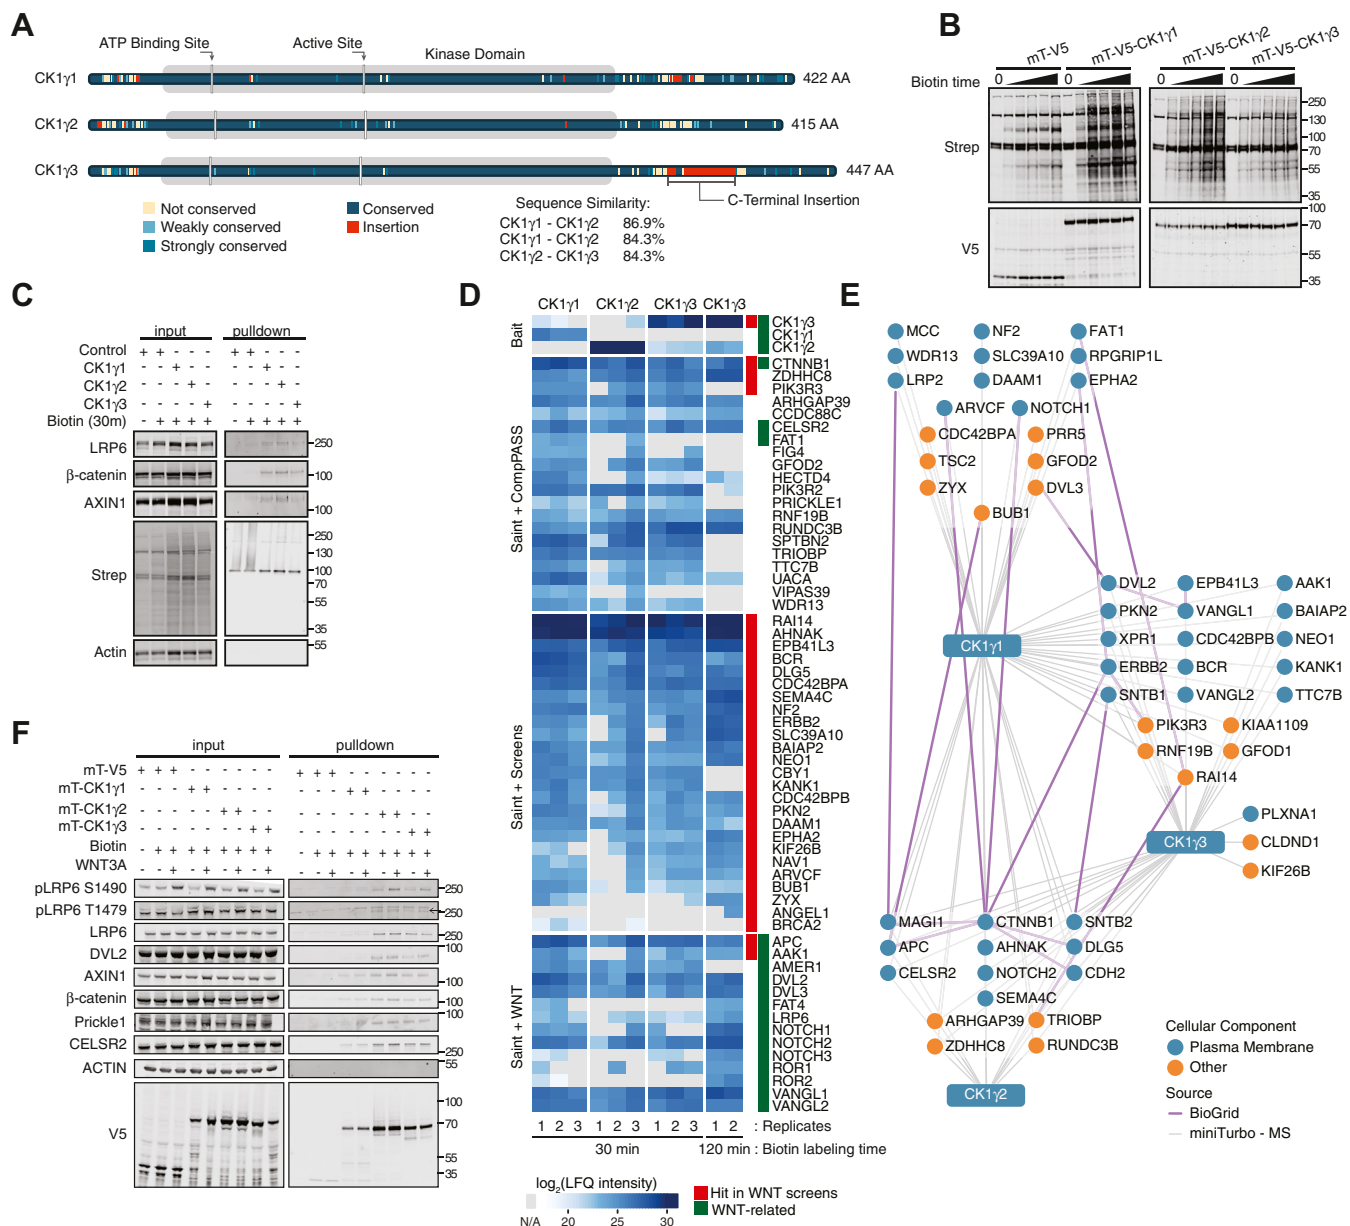 A
ATP Binding Site
Active Site
Kinase Domain
CK1γ1
422 AA
CK1γ2
415 AA
CK1γ3
447 AA
C-Terminal Insertion
Not conserved
Weakly conserved
Strongly conserved
Conserved
Insertion
Sequence Similarity:
CK1γ1 - CK1γ2 86.9%
CK1γ1 - CK1γ2 84.3%
CK1γ2 - CK1γ3 84.3%
B
mT-V5
mT-V5-CK1γ1
mT-V5-CK1γ2
mT-V5-CK1γ3
Biotin time
0 0 0 0
Strep
250
130
100
70
55
35
V5
100
70
55
35
C
input pulldown
Control + + - - - + + - - -
CK1γ1 - - + - - - - + - -
CK1γ2 - - - + - - - - + -
CK1γ3 - - - - + - - - - +
Biotin (30m) - + + + + - + + + +
LRP6 250
β-catenin 100
AXIN1 100
Strep
250
130
100
70
55
35
Actin 55
D
CK1γ1 CK1γ2 CK1γ3 CK1γ3
Bait
CK1γ3
CK1γ1
CK1γ2
Saint + CompPASS
CTNNB1
ZDHHC8
PIK3R3
ARHGAP39
CCDC88C
CELSR2
FAT1
FIG4
GFOD2
HECTD4
PIK3R2
PRICKLE1
RNF19B
RUNDC3B
SPTBN2
TRIOBP
TTC7B
UACA
VIPAS39
WDR13
Saint + Screens
RAI14
AHNAK
EPB41L3
BCR
DLG5
CDC42BPA
SEMA4C
NF2
ERBB2
SLC39A10
BAIAP2
NEO1
CBY1
KANK1
CDC42BPB
PKN2
DAAM1
EPHA2
KIF26B
NAV1
ARVCF
BUB1
ZYX
ANGEL1
BRCA2
Saint + WNT
APC
AAK1
AMER1
DVL2
DVL3
FAT4
LRP6
NOTCH1
NOTCH2
NOTCH3
ROR1
ROR2
VANGL1
VANGL2
1 2 3 1 2 3 1 2 3 1 2 : Replicates
30 min 120 min : Biotin labeling time
log2(LFQ intensity)
N/A 20 25 30
Hit in WNT screens
WNT-related
E
MCC NF2 FAT1
WDR13 SLC39A10 RPGRIP1L
LRP2 DAAM1 EPHA2
ARVCF NOTCH1
CDC42BPA PRR5
TSC2 GFOD2
ZYX DVL3
BUB1
DVL2 EPB41L3 AAK1
PKN2 VANGL1 BAIAP2
CK1γ1
XPR1 CDC42BPB NEO1
ERBB2 BCR KANK1
SNTB1 VANGL2 TTC7B
PIK3R3 KIAA1109
RNF19B GFOD1
RAI14
PLXNA1
CK1γ3
CLDND1
KIF26B
MAGI1 CTNNB1 SNTB2
APC AHNAK DLG5
CELSR2 NOTCH2 CDH2
SEMA4C
ARHGAP39 TRIOBP
ZDHHC8 RUNDC3B
CK1γ2
Cellular Component
Plasma Membrane
Other
Source
BioGrid
miniTurbo - MS
F
input pulldown
mT-V5 + + + - - - - - - + + + - - - - - -
mT-CK1γ1 - - - + + - - - - - - - + + - - - -
mT-CK1γ2 - - - - - + + - - - - - - - + + - -
mT-CK1γ3 - - - - - - - + + - - - - - - - + +
Biotin - + + + + + + + + - + + + + + + + +
WNT3A - - + - + - + - + - - + - + - + - +
pLRP6 S1490 250
pLRP6 T1479 250
LRP6
DVL2 100
AXIN1 100
β-catenin 100
Prickle1 100
CELSR2 250
ACTIN 55
V5
100
70
55
35